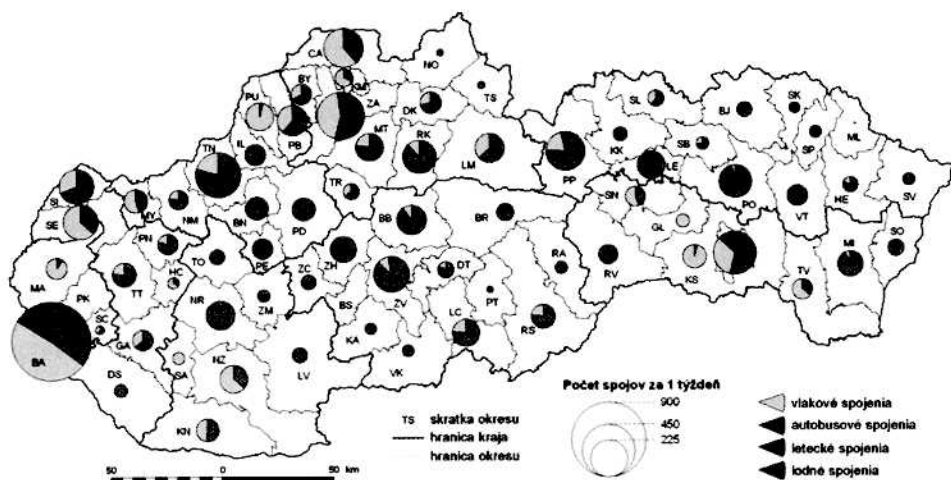 CA
NO
BY
KM
TS
PU
ZA
DK
SL
BJ
SK
IL
PB
MT
RK
LM
KK
SB
SP
ML
TN
TR
PP
LE
SI
SN
PO
VT
HE
SV
SE
MY
NM
BN
PD
BB
BR
GL
PN
MA
HC
TO
PE
ZC
ZH
DT
RA
RV
KS
TV
MI
SO
TT
NR
ZM
BS
ZV
LC
PT
PK
SC
GA
KA
RS
BA
SA
NZ
LV
VK
DS
KN
Počet spojov za 1 týždeň
900
450
225
TS skratka okresu
hranica kraja
hranica okresu
vlakové spojenia
autobusové spojenia
letecké spojenia
lodné spojenia
50 0 50 km